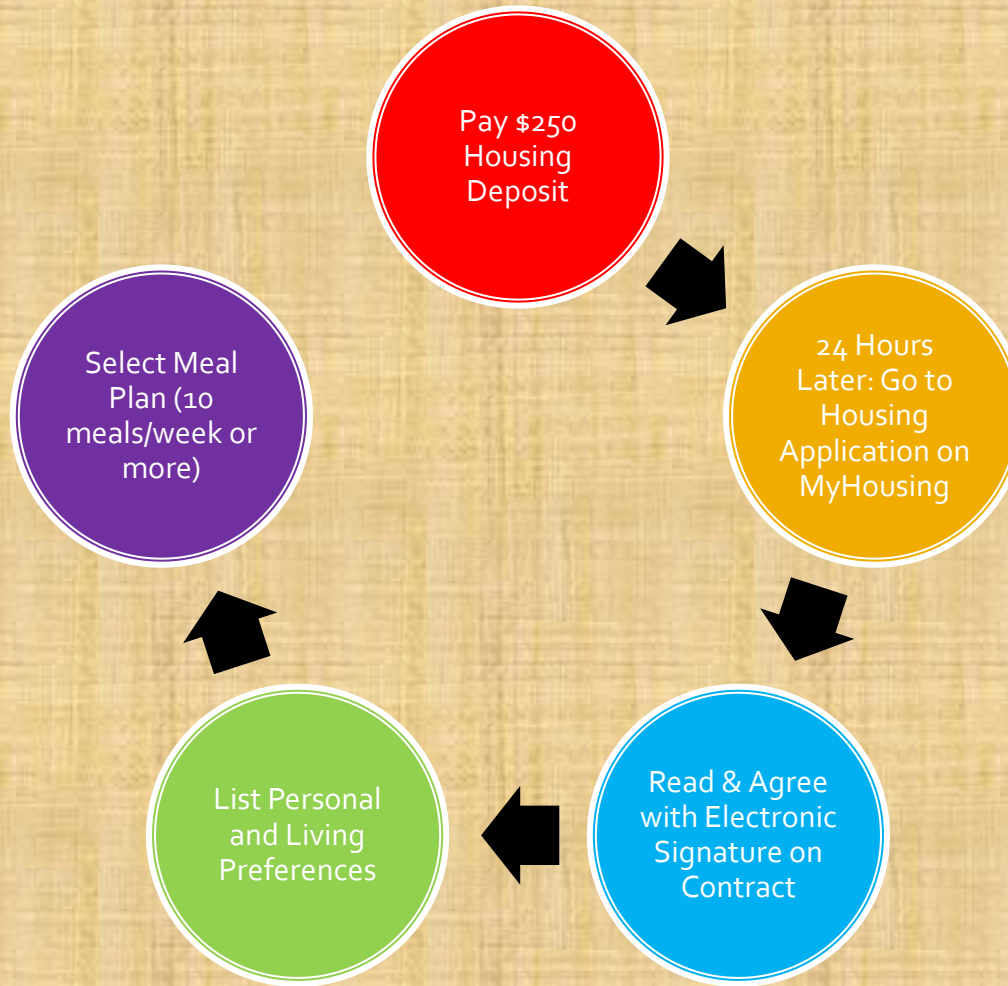 Pay $250
Housing
Deposit
24 Hours
Later: Go to
Housing
Application on
MyHousing
Read & Agree
with Electronic
Signature on
Contract
List Personal
and Living
Preferences
Select Meal
Plan (10
meals/week or
more)